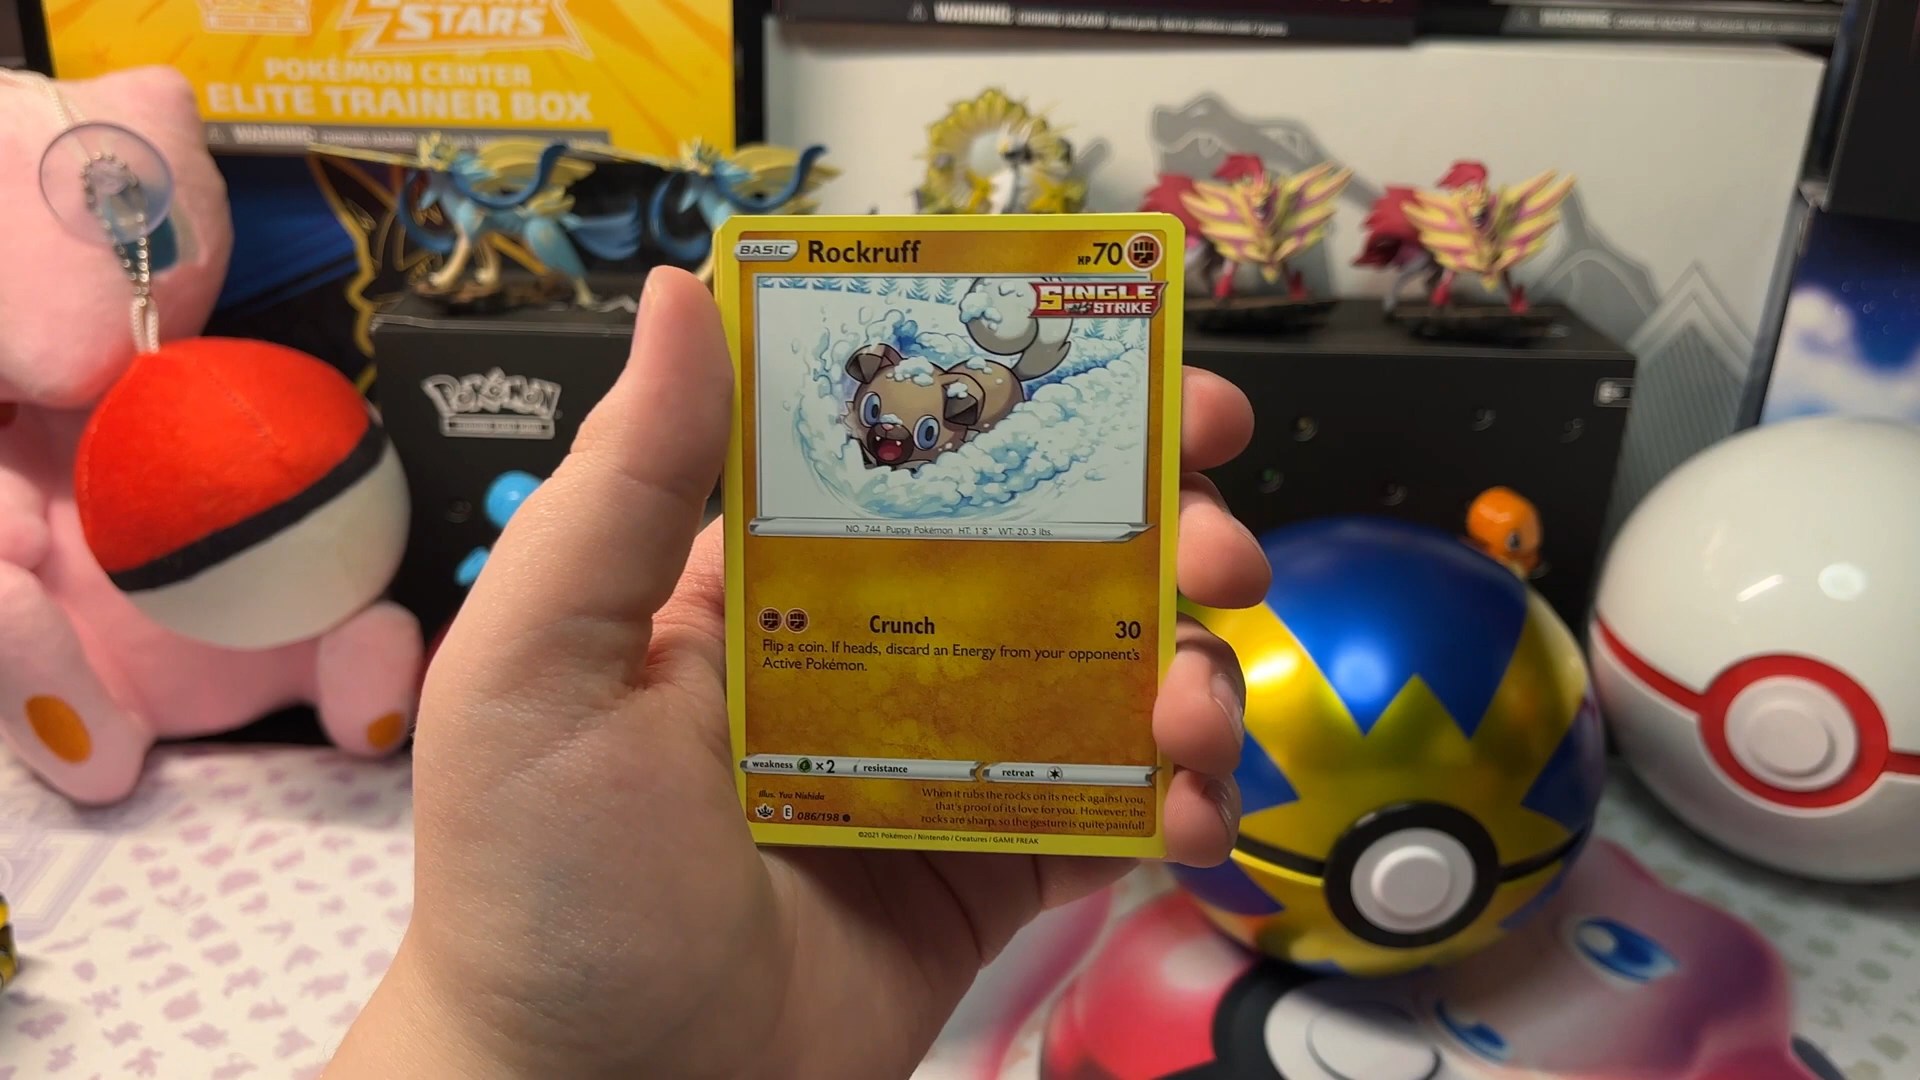 STARS
POKÉMON CENTER
ELITE TRAINER BOX
WARNING:
WARNING:
WARNING:
POKÉMON
BASIC Rockruff HP 70
SINGLE
STRIKE
NO. 744 Puppy Pokémon HT: 1'8" WT: 20.3 lbs.
Crunch 30
Flip a coin. If heads, discard an Energy from your opponent's
Active Pokémon.
weakness ×2 resistance retreat
Illus. Yuu Nishida
E 086/198
When it rubs the rocks on its neck against you,
that's proof of its love for you. However, the
rocks are sharp, so the gesture is quite painful!
©2021 Pokémon / Nintendo / Creatures / GAME FREAK